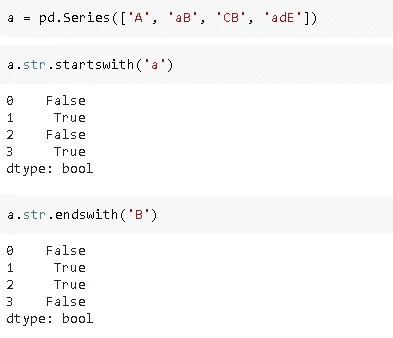 a = pd.Series(['A', 'aB', 'CB', 'adE'])
a.str.startswith('a')
0    False
1     True
2    False
3     True
dtype: bool
a.str.endswith('B')
0    False
1     True
2     True
3    False
dtype: bool